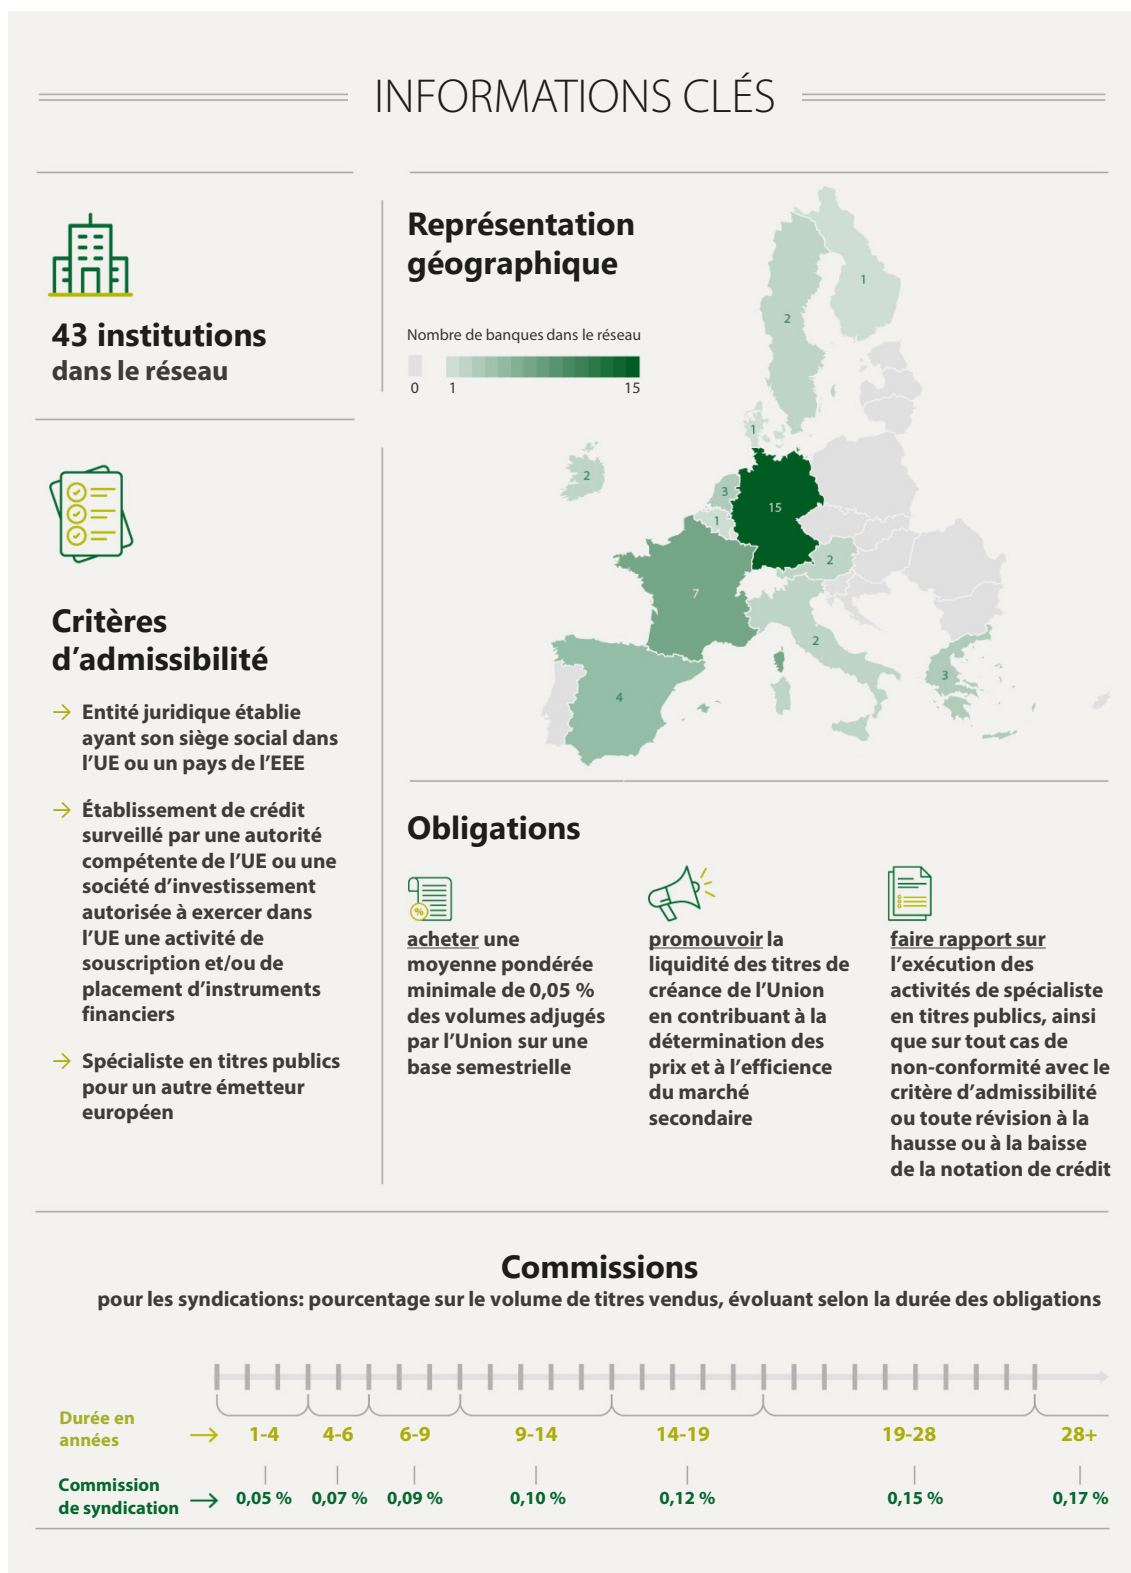 INFORMATIONS CLÉS
43 institutions
dans le réseau
Critères
d’admissibilité
→ Entité juridique établie
ayant son siège social dans
l’UE ou un pays de l’EEE
→ Établissement de crédit
surveillé par une autorité
compétente de l’UE ou une
société d’investissement
autorisée à exercer dans
l’UE une activité de
souscription et/ou de
placement d’instruments
financiers
→ Spécialiste en titres publics
pour un autre émetteur
européen
Représentation
géographique
Nombre de banques dans le réseau
0 1 15
1
2
1
2
3
15
1
2
7
2
3
4
Obligations
acheter une
moyenne pondérée
minimale de 0,05 %
des volumes adjugés
par l’Union sur une
base semestrielle
promouvoir la
liquidité des titres de
créance de l’Union
en contribuant à la
détermination des
prix et à l’efficience
du marché
secondaire
faire rapport sur
l’exécution des
activités de spécialiste
en titres publics, ainsi
que sur tout cas de
non-conformité avec le
critère d’admissibilité
ou toute révision à la
hausse ou à la baisse
de la notation de crédit
Commissions
pour les syndications: pourcentage sur le volume de titres vendus, évoluant selon la durée des obligations
Durée en
années → 1-4 4-6 6-9 9-14 14-19 19-28 28+
Commission
de syndication → 0,05 % 0,07 % 0,09 % 0,10 % 0,12 % 0,15 % 0,17 %